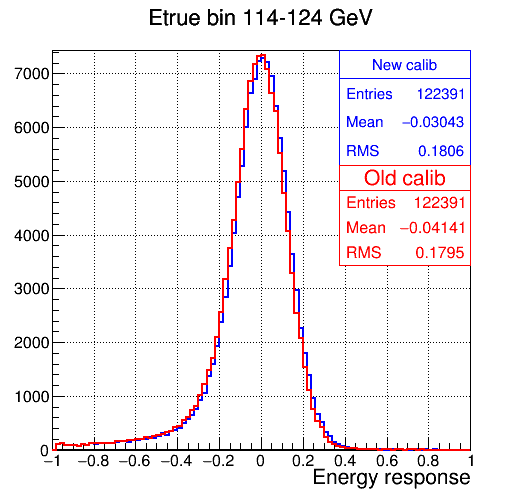 Etrue bin 114-124 GeV
New calib
Entries 122391
Mean −0.03043
RMS 0.1806
Old calib
Entries 122391
Mean −0.04141
RMS 0.1795
7000
6000
5000
4000
3000
2000
1000
0
−1 −0.8 −0.6 −0.4 −0.2 0 0.2 0.4 0.6 0.8 1
Energy response